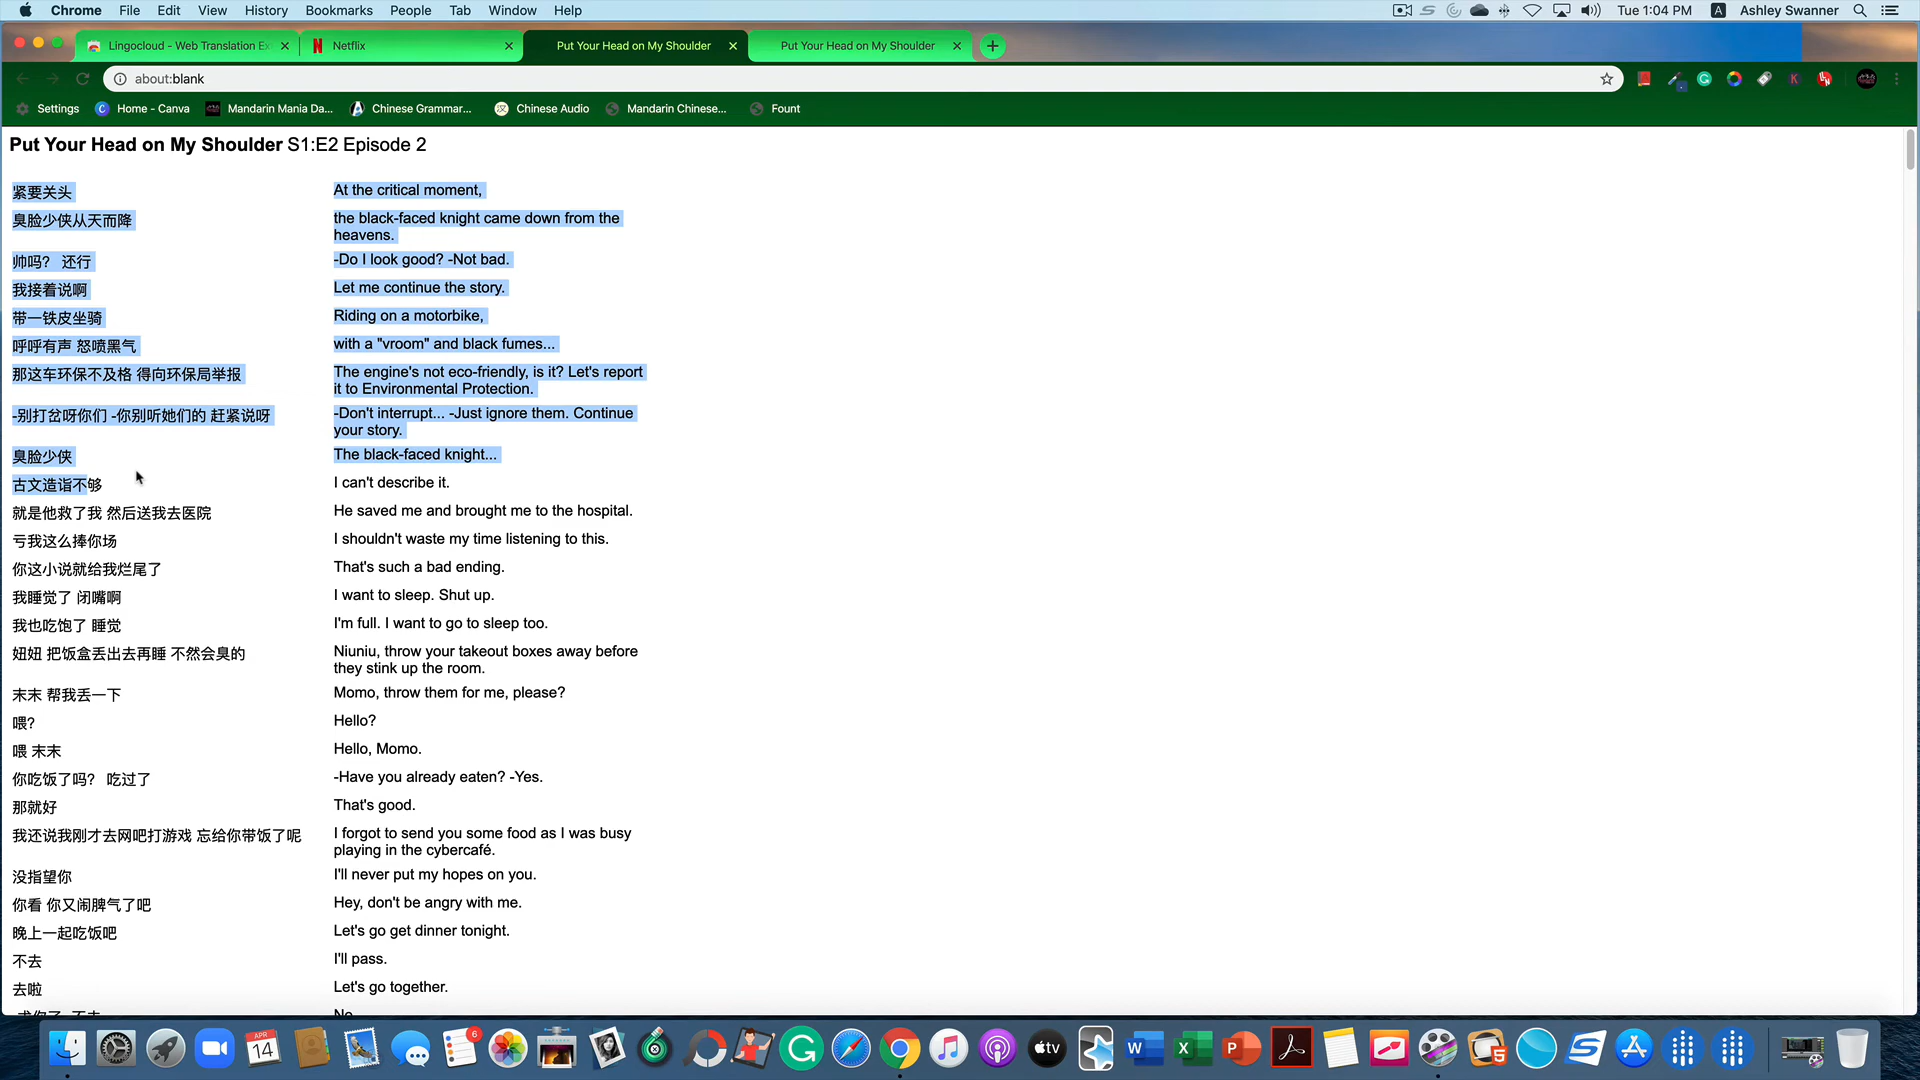 Chrome File Edit View History Bookmarks People Tab Window Help Tue 1:04 PM A Ashley Swanner
Lingocloud - Web Translation Ex Netflix Put Your Head on My Shoulder Put Your Head on My Shoulder
about:blank
Settings Home - Canva Mandarin Mania Da... Chinese Grammar... Chinese Audio Mandarin Chinese... Fount
Put Your Head on My Shoulder S1:E2 Episode 2
紧要关头 At the critical moment,
臭脸少侠从天而降 the black-faced knight came down from the
heavens.
帅吗? 还行 -Do I look good? -Not bad.
我接着说啊 Let me continue the story.
带一铁皮坐骑 Riding on a motorbike,
呼呼有声 怒喷黑气 with a "vroom" and black fumes...
那这车环保不及格 得向环保局举报 The engine's not eco-friendly, is it? Let's report
it to Environmental Protection.
-别打岔呀你们 -你别听她们的 赶紧说呀 -Don't interrupt... -Just ignore them. Continue
your story.
臭脸少侠 The black-faced knight...
古文造诣不够 I can't describe it.
就是他救了我 然后送我去医院 He saved me and brought me to the hospital.
亏我这么捧你场 I shouldn't waste my time listening to this.
你这小说就给我烂尾了 That's such a bad ending.
我睡觉了 闭嘴啊 I want to sleep. Shut up.
我也吃饱了 睡觉 I'm full. I want to go to sleep too.
妞妞 把饭盒丢出去再睡 不然会臭的 Niuniu, throw your takeout boxes away before
they stink up the room.
末末 帮我丢一下 Momo, throw them for me, please?
喂? Hello?
喂 末末 Hello, Momo.
你吃饭了吗? 吃过了 -Have you already eaten? -Yes.
那就好 That's good.
我还说我刚才去网吧打游戏 忘给你带饭了呢 I forgot to send you some food as I was busy
playing in the cybercafé.
没指望你 I'll never put my hopes on you.
你看 你又闹脾气了吧 Hey, don't be angry with me.
晚上一起吃饭吧 Let's go get dinner tonight.
不去 I'll pass.
去啦 Let's go together.
APR 14 6 tv W X P 5